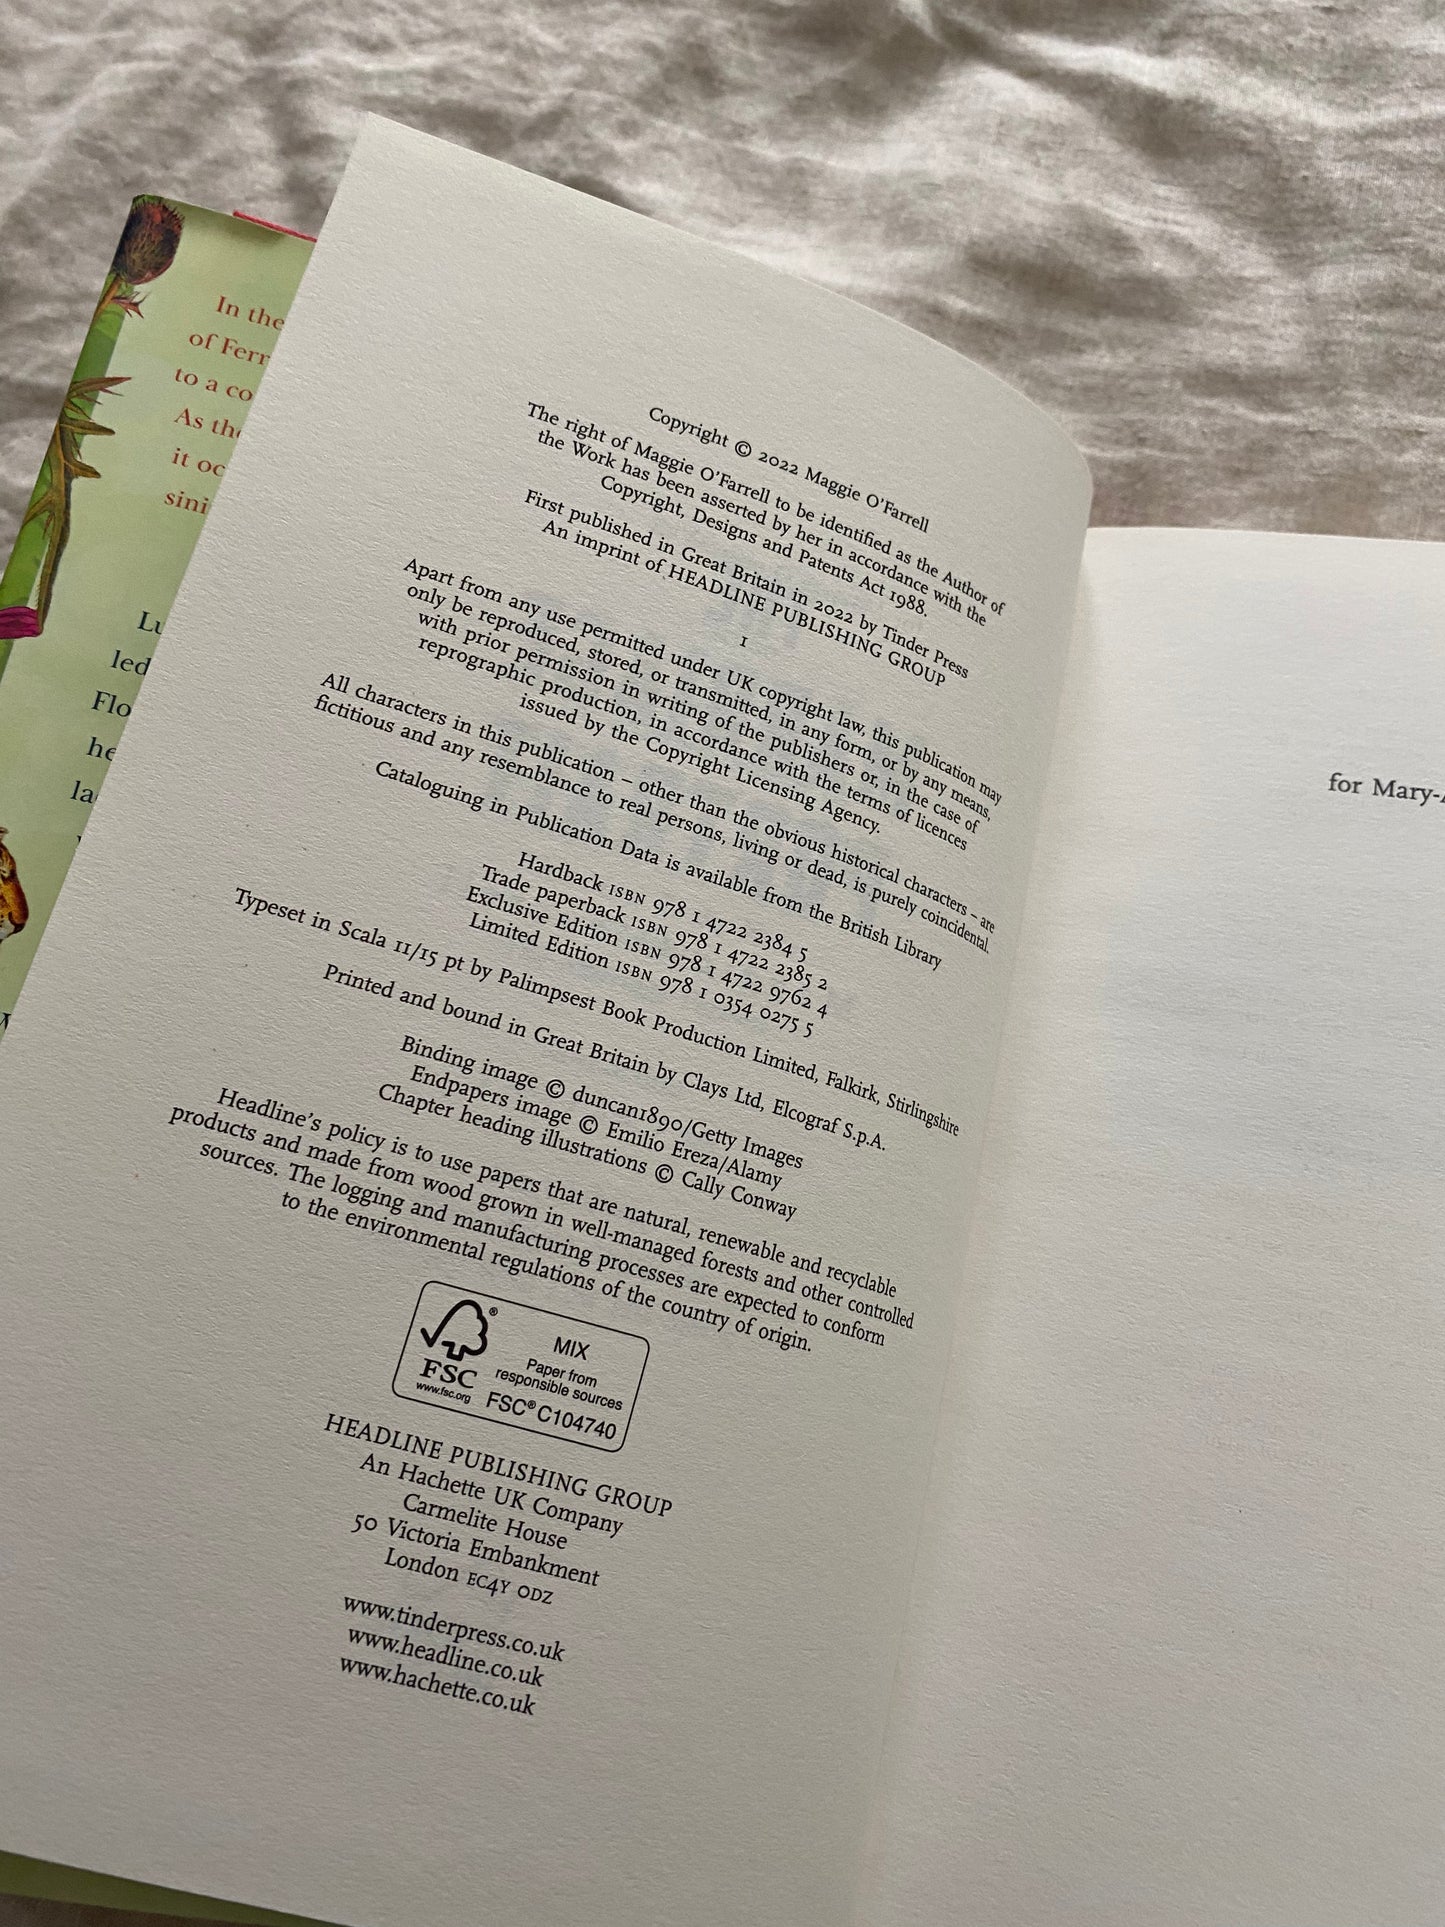 In the
of Ferr
to a co
As the
it oc
sini
led
Flo
he
la
Copyright © 2022 Maggie O'Farrell
The right of Maggie O'Farrell to be identified as the Author of
the Work has been asserted by her in accordance with the
Copyright, Designs and Patents Act 1988.
First published in Great Britain in 2022 by Tinder Press
An imprint of HEADLINE PUBLISHING GROUP
1
Apart from any use permitted under UK copyright law, this publication may
only be reproduced, stored, or transmitted, in any form, or by any means,
with prior permission in writing of the publishers or, in the case of
reprographic production, in accordance with the terms of licences
issued by the Copyright Licensing Agency.
All characters in this publication – other than the obvious historical characters – are
fictitious and any resemblance to real persons, living or dead, is purely coincidental.
Cataloguing in Publication Data is available from the British Library
Hardback ISBN 978 1 4722 2384 5
Trade paperback ISBN 978 1 4722 2385 2
Exclusive Edition ISBN 978 1 4722 9762 4
Limited Edition ISBN 978 1 0354 0275 5
Typeset in Scala 11/15 pt by Palimpsest Book Production Limited, Falkirk, Stirlingshire
Printed and bound in Great Britain by Clays Ltd, Elcograf S.p.A.
Binding image © duncan1890/Getty Images
Endpapers image © Emilio Ereza/Alamy
Chapter heading illustrations © Cally Conway
Headline's policy is to use papers that are natural, renewable and recyclable
products and made from wood grown in well-managed forests and other controlled
sources. The logging and manufacturing processes are expected to conform
to the environmental regulations of the country of origin.
®
FSC
www.fsc.org
MIX
Paper from
responsible sources
FSC® C104740
HEADLINE PUBLISHING GROUP
An Hachette UK Company
Carmelite House
50 Victoria Embankment
London EC4Y 0DZ
www.tinderpress.co.uk
www.headline.co.uk
www.hachette.co.uk
for Mary-